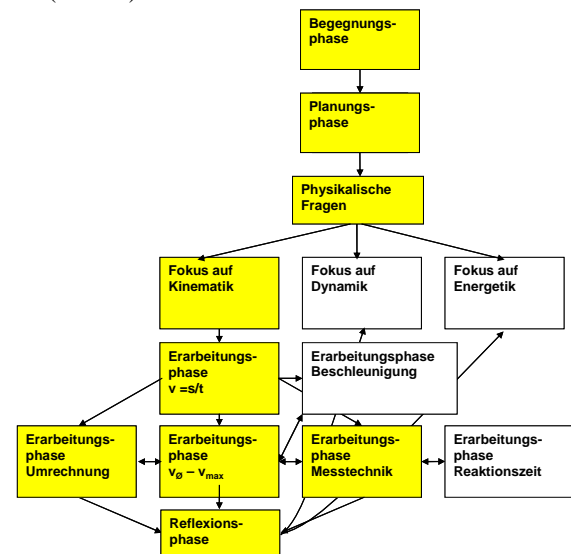 Begegnungs-
phase
Planungs-
phase
Physikalische
Fragen
Fokus auf
Kinematik
Fokus auf
Dynamik
Fokus auf
Energetik
Erarbeitungs-
phase
v =s/t
Erarbeitungsphase
Beschleunigung
Erarbeitungs-
phase
Umrechnung
Erarbeitungs-
phase
vø – vmax
Erarbeitungs-
phase
Messtechnik
Erarbeitungs-
phase
Reaktionszeit
Reflexions-
phase